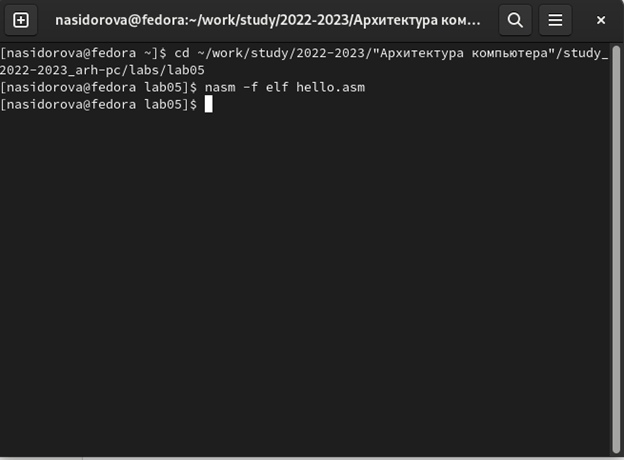 nasidorova@fedora:~/work/study/2022-2023/Архитектура ком...
[nasidorova@fedora ~]$ cd ~/work/study/2022-2023/"Архитектура компьютера"/study_
2022-2023_arh-pc/labs/lab05
[nasidorova@fedora lab05]$ nasm -f elf hello.asm
[nasidorova@fedora lab05]$